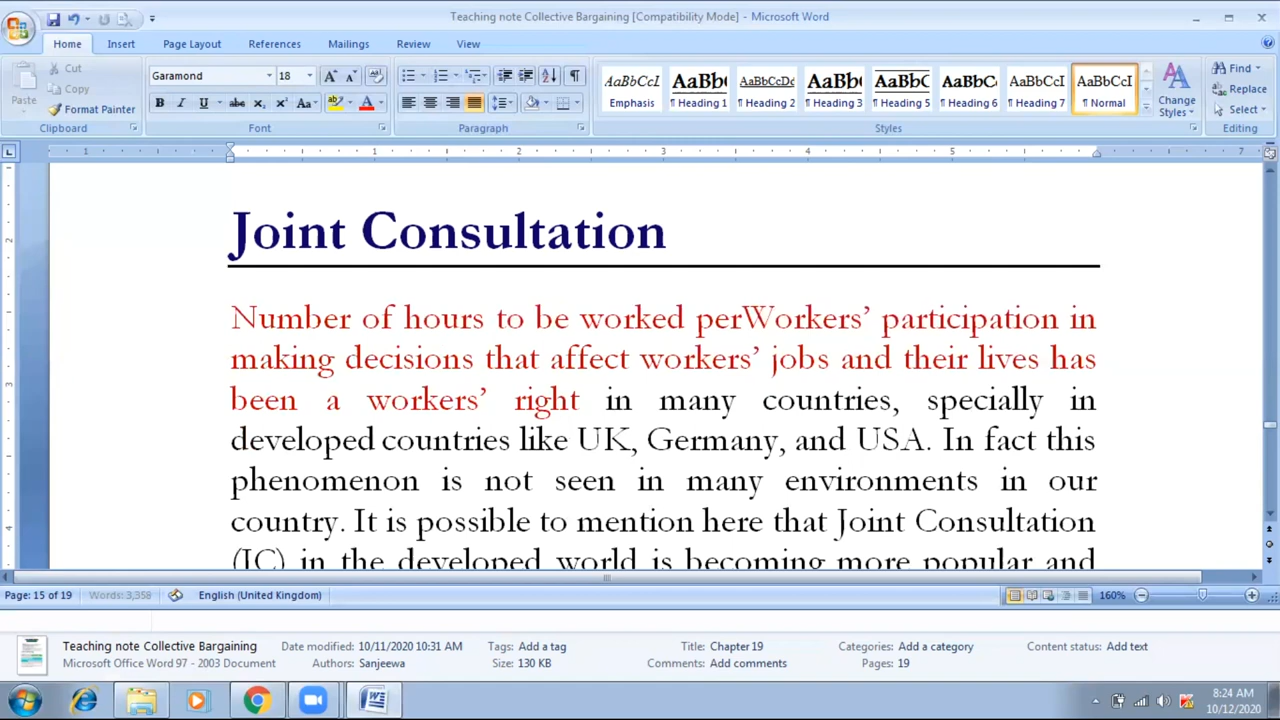 Teaching note Collective Bargaining [Compatibility Mode] - Microsoft Word
Home Insert Page Layout References Mailings Review View
Paste Cut Copy Format Painter Clipboard
Garamond 18 Font
Paragraph
AaBbCcI Emphasis AaBb( ¶ Heading 1 AaBbCcDc ¶ Heading 2 AaBb( ¶ Heading 3 AaBbC ¶ Heading 5 AaBbC( ¶ Heading 6 AaBbCcI ¶ Heading 7 AaBbCcI ¶ Normal Change Styles Styles
Find Replace Select Editing
1 1 2 3 4 5 7
Joint Consultation
Number of hours to be worked perWorkers’ participation in
making decisions that affect workers’ jobs and their lives has
been a workers’ right in many countries, specially in
developed countries like UK, Germany, and USA. In fact this
phenomenon is not seen in many environments in our
country. It is possible to mention here that Joint Consultation
(JC) in the developed world is becoming more popular and
Page: 15 of 19 Words: 3,358 English (United Kingdom) 160%
Teaching note Collective Bargaining Date modified: 10/11/2020 10:31 AM Tags: Add a tag Title: Chapter 19 Categories: Add a category Content status: Add text
Microsoft Office Word 97 - 2003 Document Authors: Sanjeewa Size: 130 KB Comments: Add comments Pages: 19
8:24 AM
10/12/2020